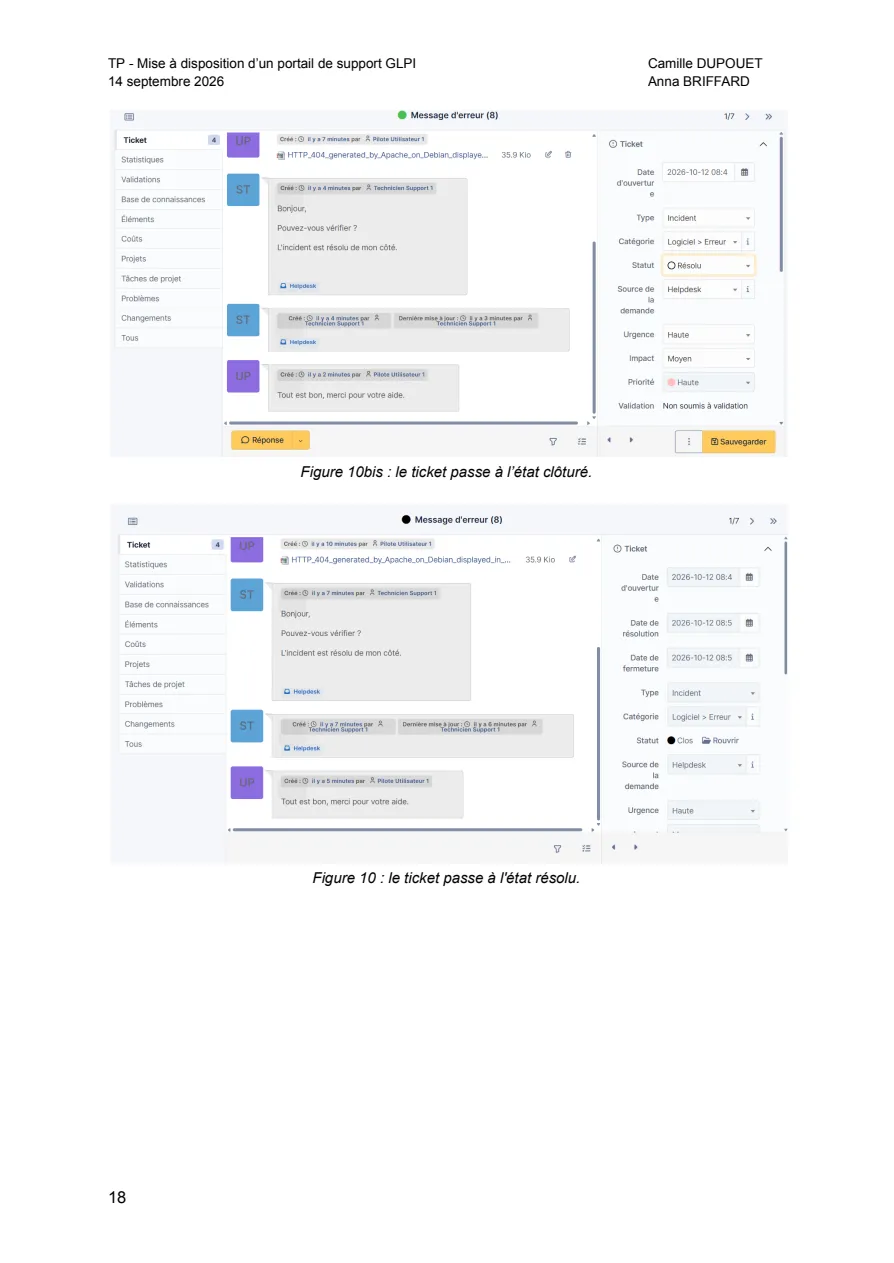 TP - Mise à disposition d'un portail de support GLPI
14 septembre 2026
Camille DUPOUET
Anna BRIFFARD
Message d'erreur (8)
1/7
Ticket 4
Statistiques
Validations
Base de connaissances
Éléments
Coûts
Projets
Tâches de projet
Problèmes
Changements
Tous
UP
Créé : il y a 7 minutes par Pilote Utilisateur 1
HTTP_404_generated_by_Apache_on_Debian_displaye... 35.9 Kio
ST
Créé : il y a 4 minutes par Technicien Support 1
Bonjour,
Pouvez-vous vérifier ?
L'incident est résolu de mon côté.
Helpdesk
ST
Créé : il y a 4 minutes par Technicien Support 1
Dernière mise à jour : il y a 3 minutes par Technicien Support 1
Helpdesk
UP
Créé : il y a 2 minutes par Pilote Utilisateur 1
Tout est bon, merci pour votre aide.
Réponse
Ticket
Date d'ouvertur e 2026-10-12 08:4
Type Incident
Catégorie Logiciel > Erreur i
Statut Résolu
Source de la demande Helpdesk i
Urgence Haute
Impact Moyen
Priorité Haute
Validation Non soumis à validation
Sauvegarder
Figure 10bis : le ticket passe à l'état clôturé.
Message d'erreur (8)
1/7
Ticket 4
Statistiques
Validations
Base de connaissances
Éléments
Coûts
Projets
Tâches de projet
Problèmes
Changements
Tous
UP
Créé : il y a 10 minutes par Pilote Utilisateur 1
HTTP_404_generated_by_Apache_on_Debian_displayed_in_... 35.9 Kio
ST
Créé : il y a 7 minutes par Technicien Support 1
Bonjour,
Pouvez-vous vérifier ?
L'incident est résolu de mon côté.
Helpdesk
ST
Créé : il y a 7 minutes par Technicien Support 1
Dernière mise à jour : il y a 6 minutes par Technicien Support 1
Helpdesk
UP
Créé : il y a 5 minutes par Pilote Utilisateur 1
Tout est bon, merci pour votre aide.
Ticket
Date d'ouvertur e 2026-10-12 08:4
Date de résolution 2026-10-12 08:5
Date de fermeture 2026-10-12 08:5
Type Incident
Catégorie Logiciel > Erreur i
Statut Clos Rouvrir
Source de la demande Helpdesk i
Urgence Haute
Figure 10 : le ticket passe à l'état résolu.
18